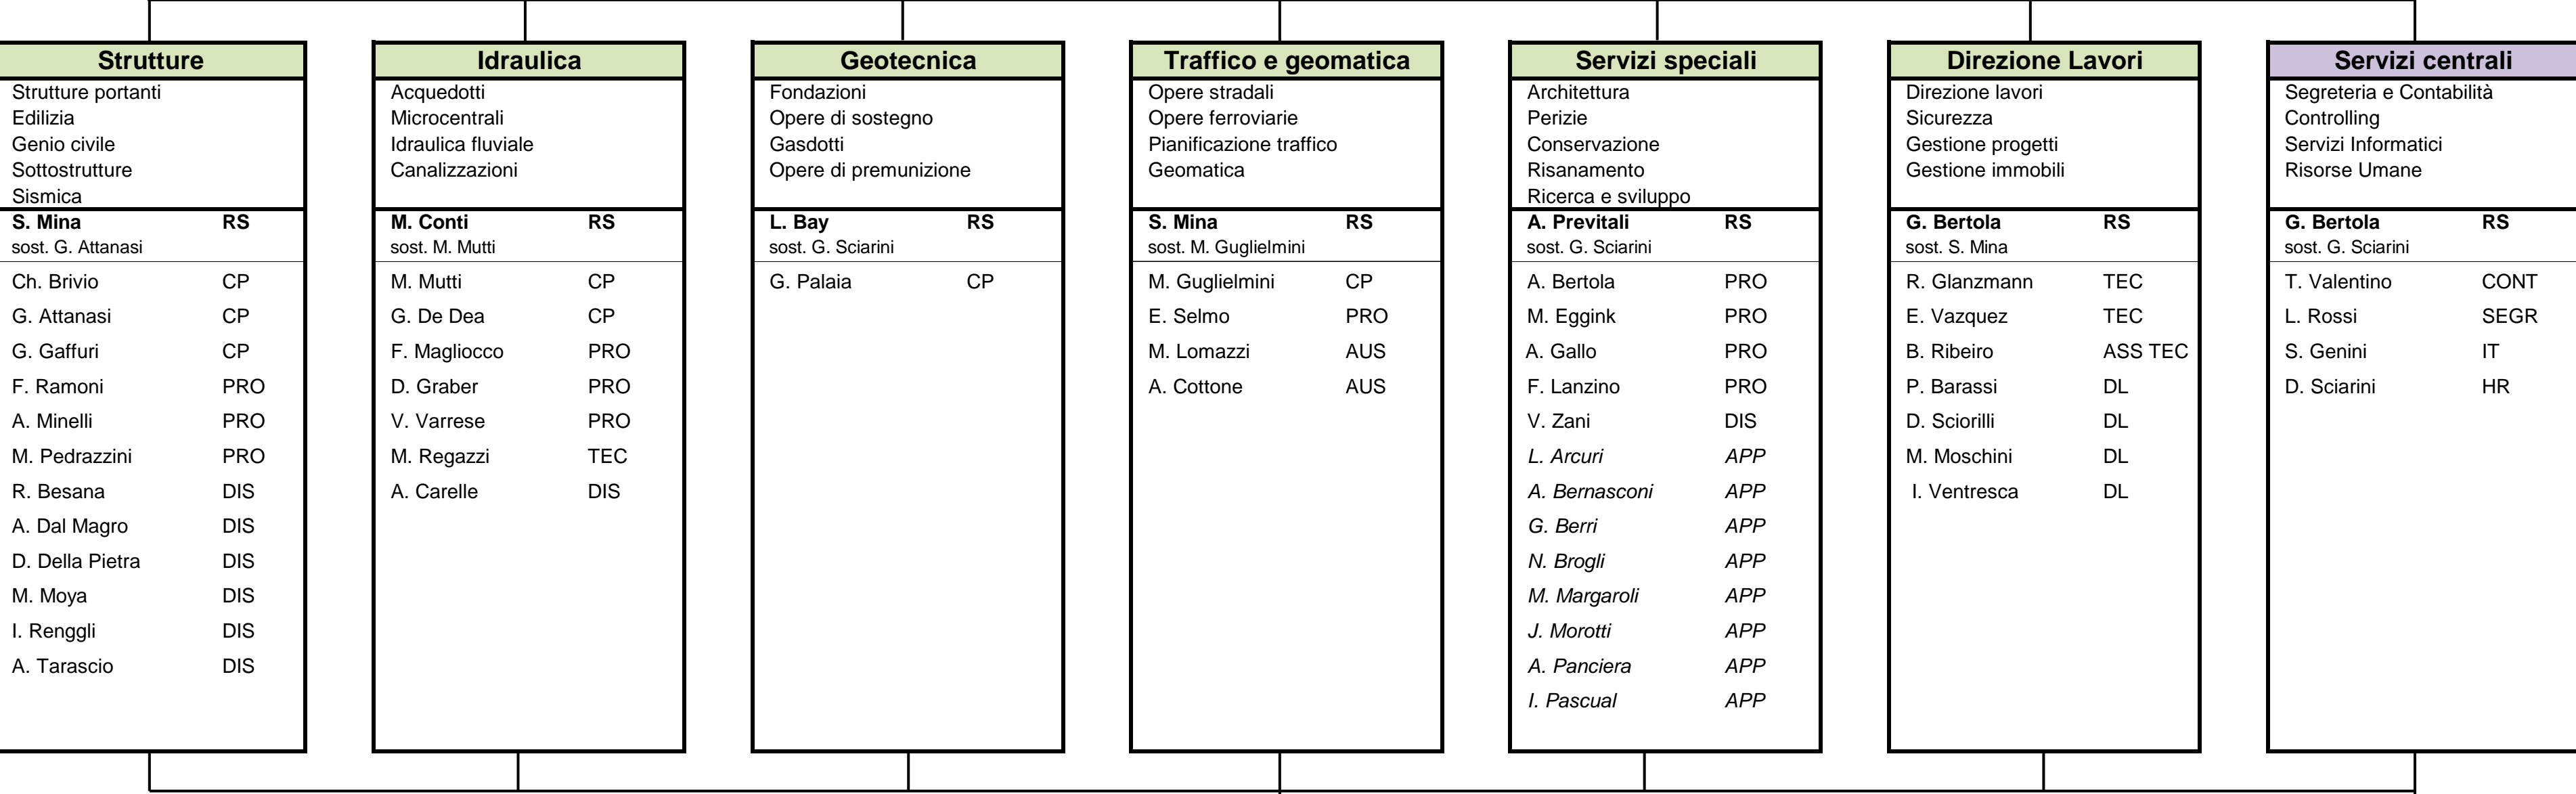 Strutture
Strutture portanti
Edilizia
Genio civile
Sottostrutture
Sismica
S. Mina RS
sost. G. Attanasi
Ch. Brivio CP
G. Attanasi CP
G. Gaffuri CP
F. Ramoni PRO
A. Minelli PRO
M. Pedrazzini PRO
R. Besana DIS
A. Dal Magro DIS
D. Della Pietra DIS
M. Moya DIS
I. Renggli DIS
A. Tarascio DIS
Idraulica
Acquedotti
Microcentrali
Idraulica fluviale
Canalizzazioni
M. Conti RS
sost. M. Mutti
M. Mutti CP
G. De Dea CP
F. Magliocco PRO
D. Graber PRO
V. Varrese PRO
M. Regazzi TEC
A. Carelle DIS
Geotecnica
Fondazioni
Opere di sostegno
Gasdotti
Opere di premunizione
L. Bay RS
sost. G. Sciarini
G. Palaia CP
Traffico e geomatica
Opere stradali
Opere ferroviarie
Pianificazione traffico
Geomatica
S. Mina RS
sost. M. Guglielmini
M. Guglielmini CP
E. Selmo PRO
M. Lomazzi AUS
A. Cottone AUS
Servizi speciali
Architettura
Perizie
Conservazione
Risanamento
Ricerca e sviluppo
A. Previtali RS
sost. G. Sciarini
A. Bertola PRO
M. Eggink PRO
A. Gallo PRO
F. Lanzino PRO
V. Zani DIS
L. Arcuri APP
A. Bernasconi APP
G. Berri APP
N. Brogli APP
M. Margaroli APP
J. Morotti APP
A. Panciera APP
I. Pascual APP
Direzione Lavori
Direzione lavori
Sicurezza
Gestione progetti
Gestione immobili
G. Bertola RS
sost. S. Mina
R. Glanzmann TEC
E. Vazquez TEC
B. Ribeiro ASS TEC
P. Barassi DL
D. Sciorilli DL
M. Moschini DL
I. Ventresca DL
Servizi centrali
Segreteria e Contabilità
Controlling
Servizi Informatici
Risorse Umane
G. Bertola RS
sost. G. Sciarini
T. Valentino CONT
L. Rossi SEGR
S. Genini IT
D. Sciarini HR